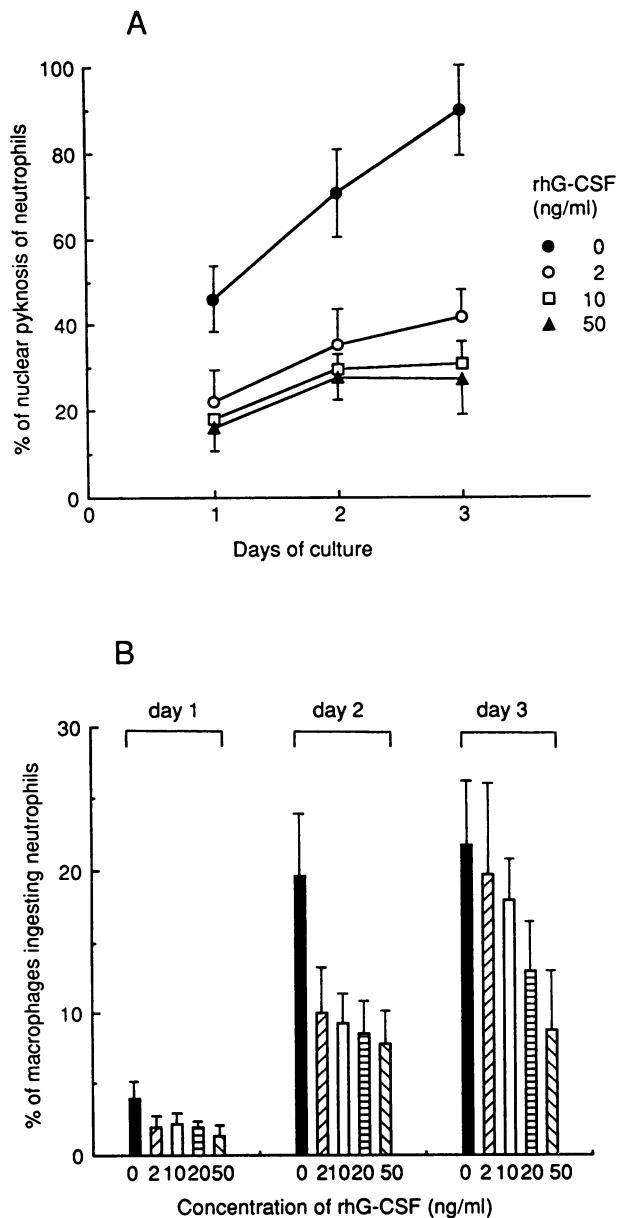 A
% of nuclear pyknosis of neutrophils
100
80
60
40
20
0
0 1 2 3
Days of culture
rhG-CSF
(ng/ml)
0
2
10
50
B
% of macrophages ingesting neutrophils
30
20
10
0
day 1 day 2 day 3
0 2 10 20 50 0 2 10 20 50 0 2 10 20 50
Concentration of rhG-CSF (ng/ml)